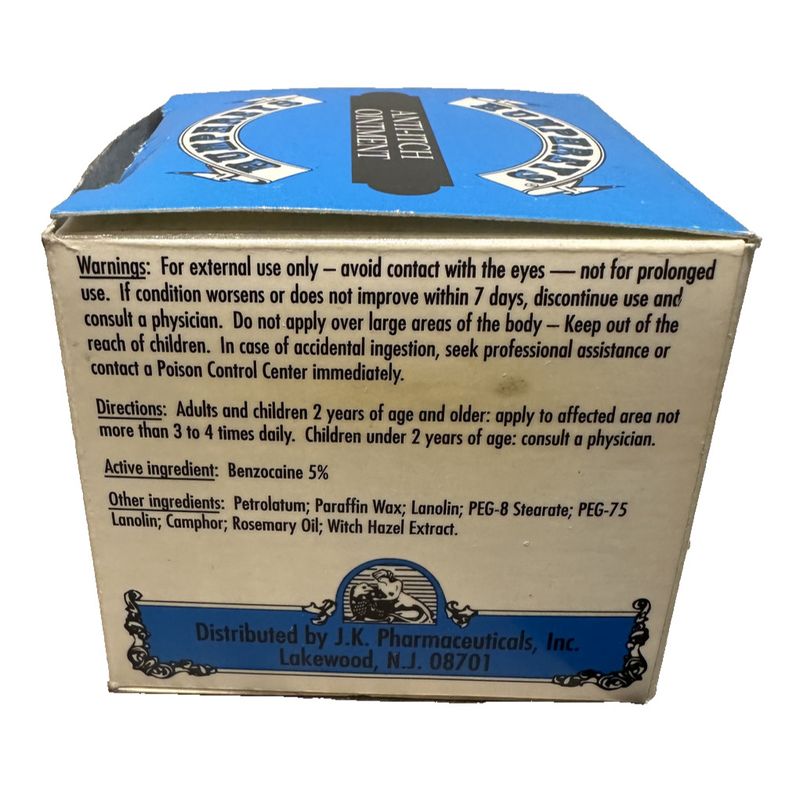 ANTI-ITCH
OINTMENT
Warnings: For external use only – avoid contact with the eyes — not for prolonged
use. If condition worsens or does not improve within 7 days, discontinue use and
consult a physician. Do not apply over large areas of the body – Keep out of the
reach of children. In case of accidental ingestion, seek professional assistance or
contact a Poison Control Center immediately.
Directions: Adults and children 2 years of age and older: apply to affected area not
more than 3 to 4 times daily. Children under 2 years of age: consult a physician.
Active ingredient: Benzocaine 5%
Other ingredients: Petrolatum; Paraffin Wax; Lanolin; PEG-8 Stearate; PEG-75
Lanolin; Camphor; Rosemary Oil; Witch Hazel Extract.
Distributed by J.K. Pharmaceuticals, Inc.
Lakewood, N.J. 08701